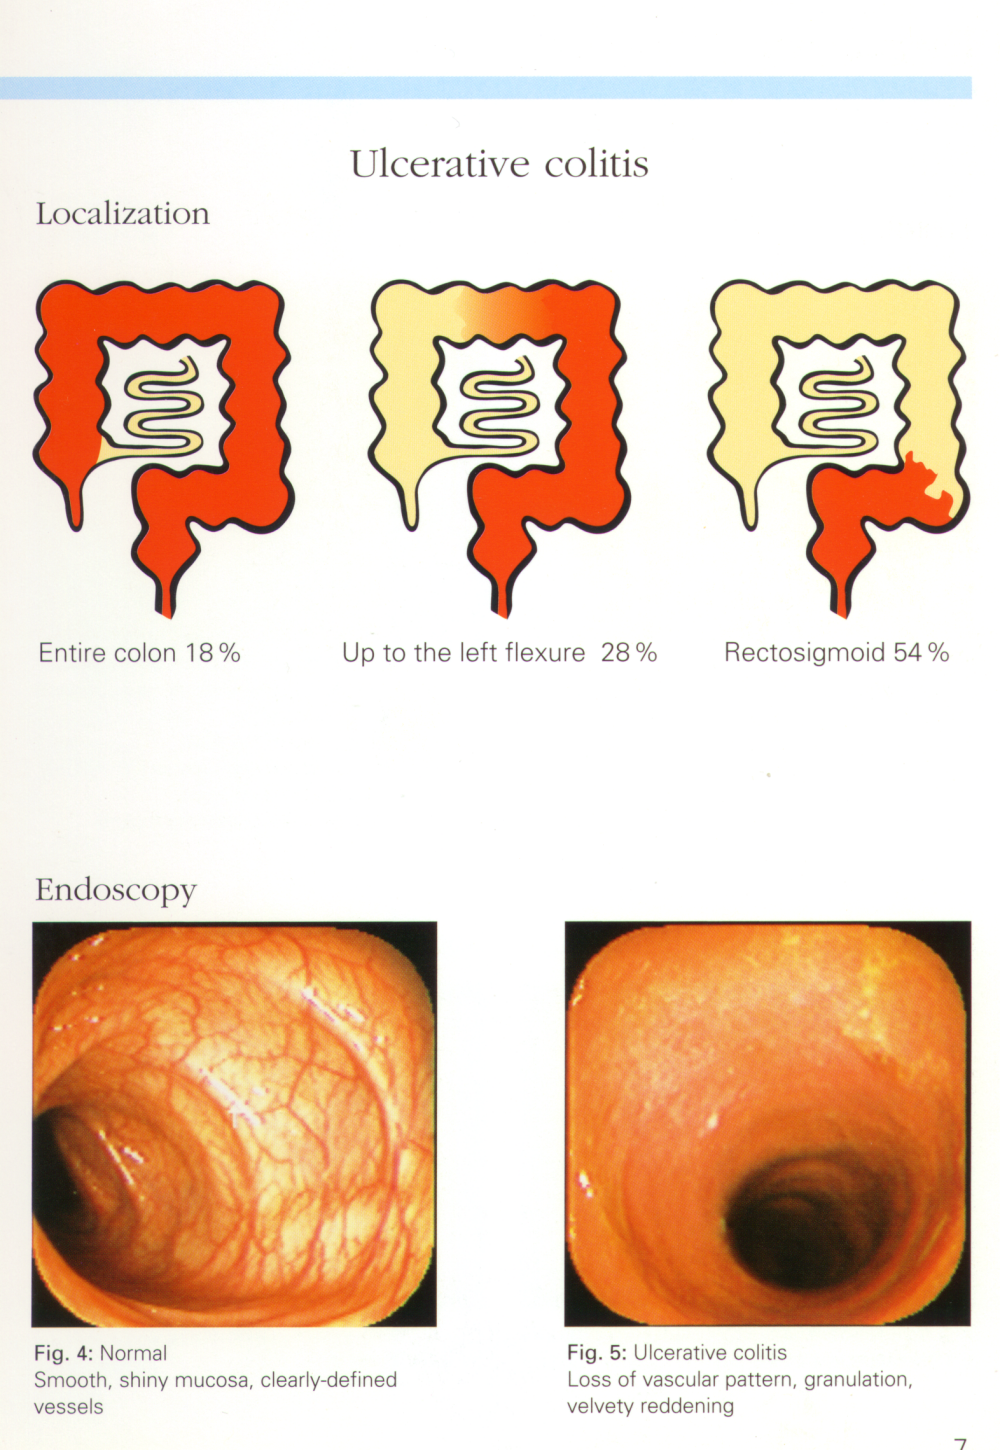 Ulcerative colitis
Localization
Entire colon 18 %
Up to the left flexure 28 %
Rectosigmoid 54 %
Endoscopy
Fig. 4: Normal
Smooth, shiny mucosa, clearly-defined
vessels
Fig. 5: Ulcerative colitis
Loss of vascular pattern, granulation,
velvety reddening
7